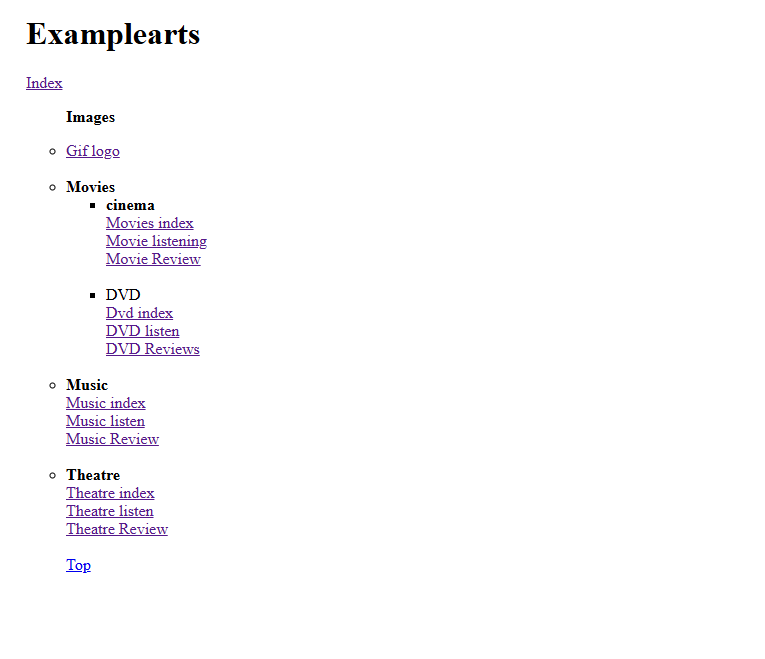 Examplearts
Index
Images
Gif logo
Movies
cinema
Movies index
Movie listening
Movie Review
DVD
Dvd index
DVD listen
DVD Reviews
Music
Music index
Music listen
Music Review
Theatre
Theatre index
Theatre listen
Theatre Review
Top